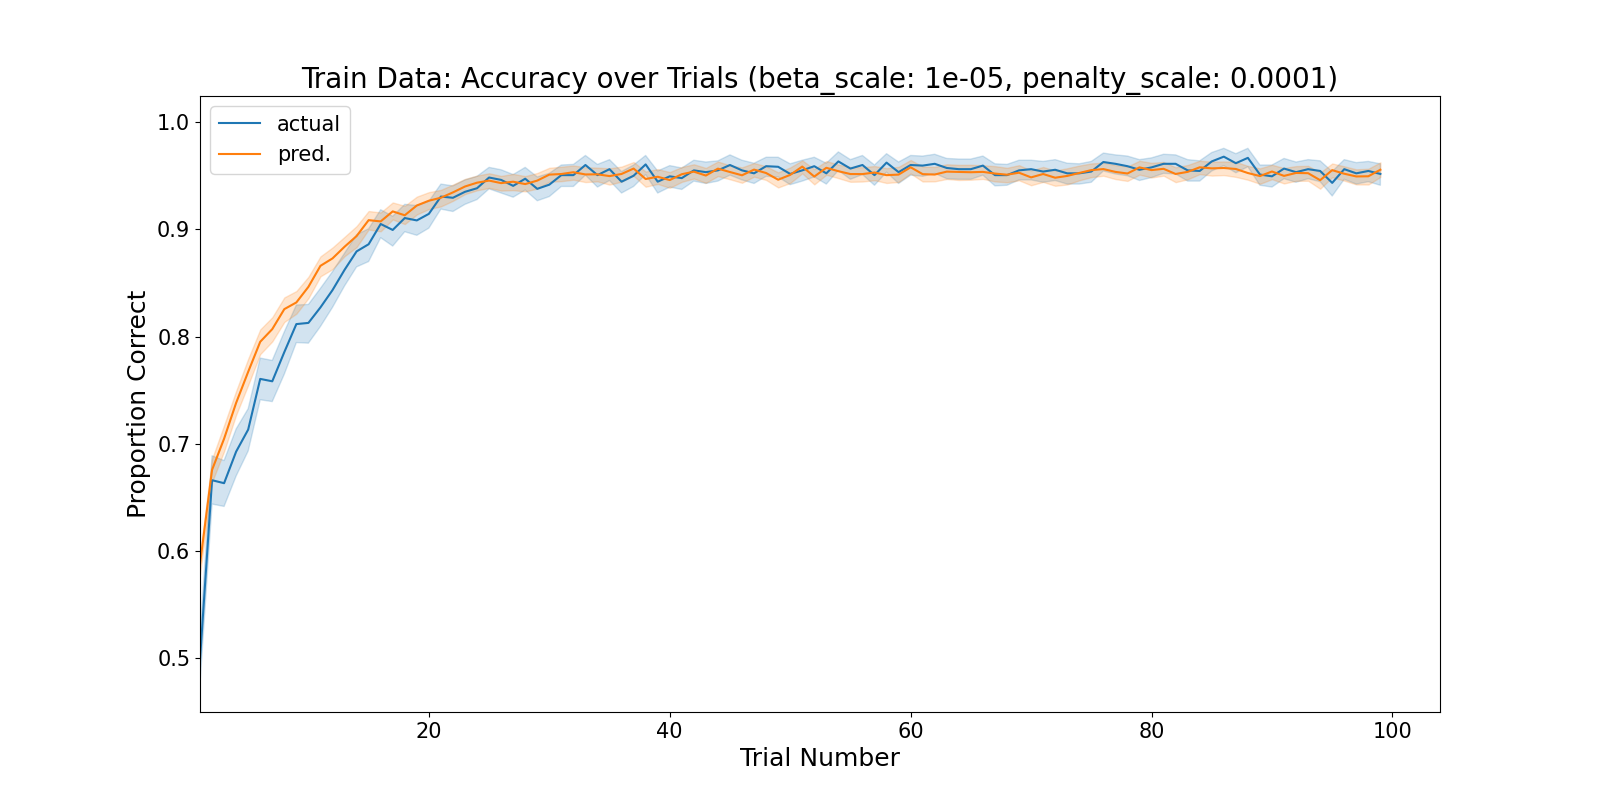 Train Data: Accuracy over Trials (beta_scale: 1e-05, penalty_scale: 0.0001)
actual
pred.
1.0
0.9
0.8
0.7
0.6
0.5
Proportion Correct
20 40 60 80 100
Trial Number